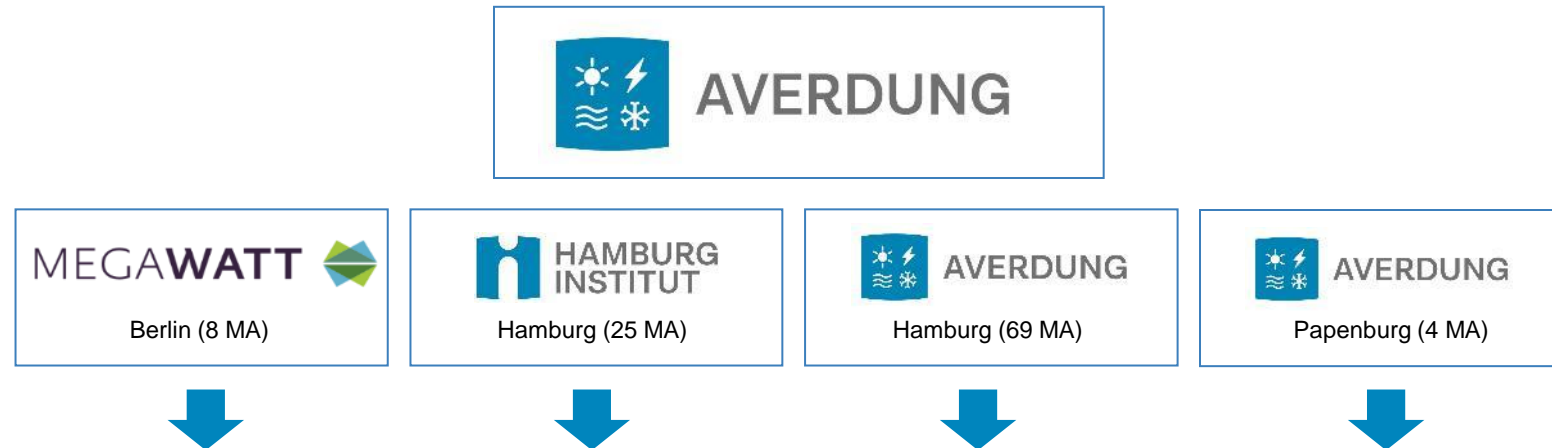 AVERDUNG
MEGAWATT
Berlin (8 MA)
HAMBURG
INSTITUT
Hamburg (25 MA)
AVERDUNG
Hamburg (69 MA)
AVERDUNG
Papenburg (4 MA)